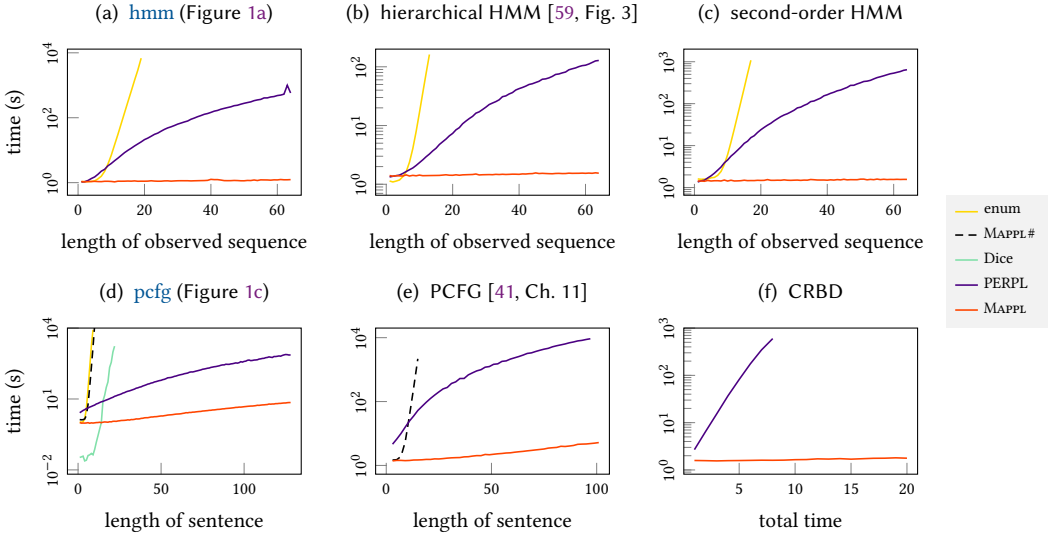 (a) hmm (Figure 1a)
(b) hierarchical HMM [59, Fig. 3]
(c) second-order HMM
time (s)
10^4
10^2
10^0
20
40
60
length of observed sequence
10^2
10^1
10^0
0
20
40
60
length of observed sequence
10^3
10^2
10^1
10^0
0
20
40
60
length of observed sequence
enum
MAPPL#
Dice
PERPL
MAPPL
(d) pcfg (Figure 1c)
(e) PCFG [41, Ch. 11]
(f) CRBD
time (s)
10^4
10^1
10^-2
0
50
100
length of sentence
10^4
10^2
10^0
0
50
100
length of sentence
10^3
10^2
10^1
10^0
5
10
15
20
total time